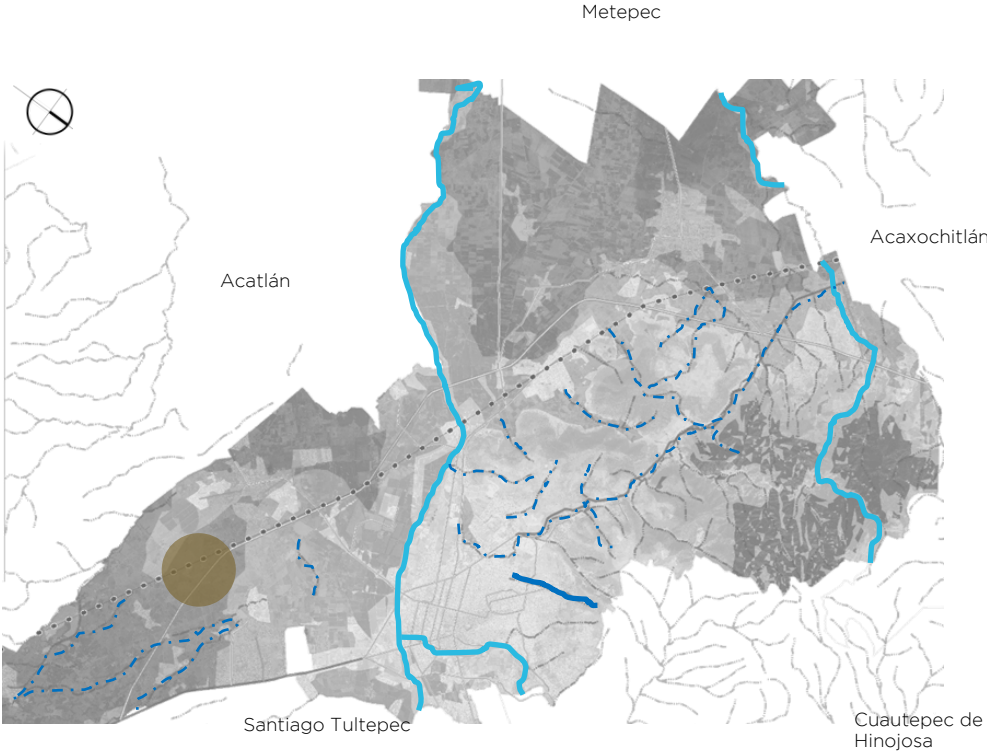 Metepec
Acaxochitlán
Acatlán
Santiago Tultepec
Cuautepec de
Hinojosa